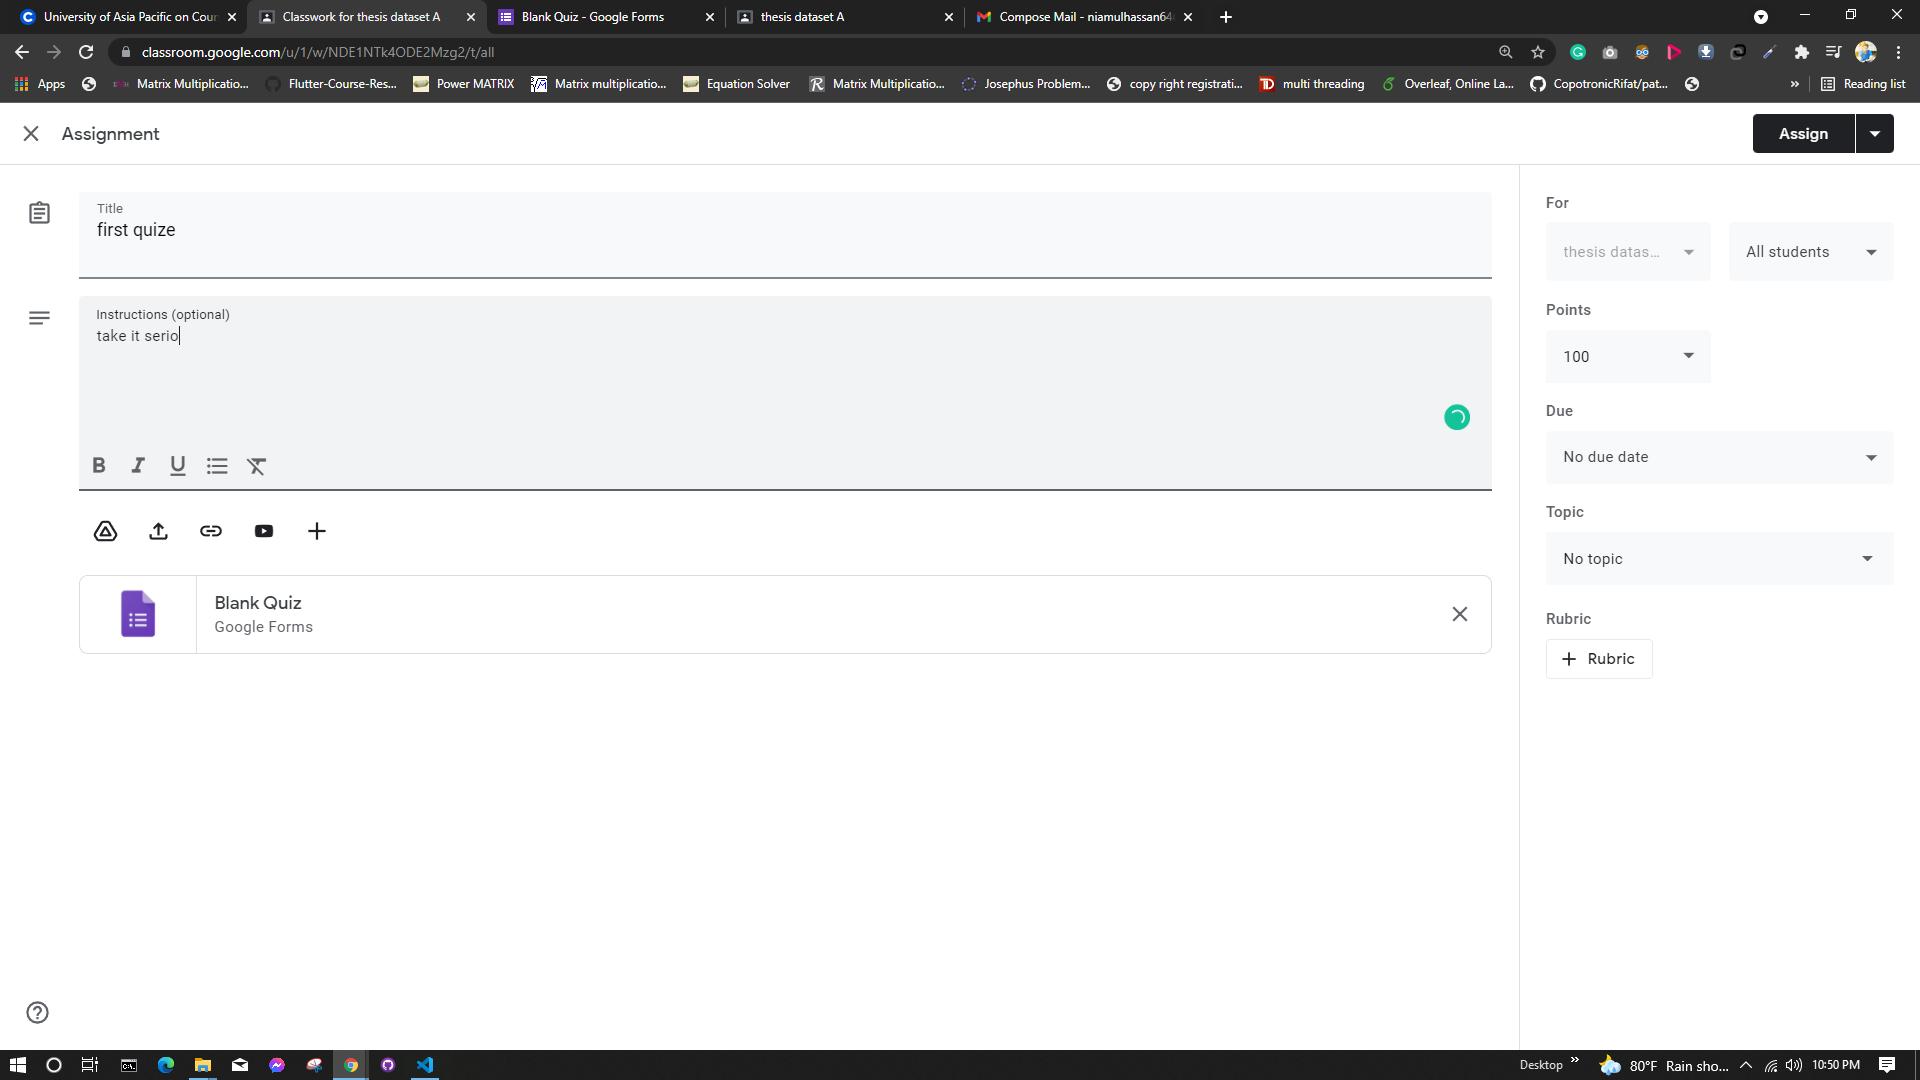 University of Asia Pacific on Cour
Classwork for thesis dataset A
Blank Quiz - Google Forms
thesis dataset A
Compose Mail - niamulhassan64
classroom.google.com/u/1/w/NDE1NTk4ODE2Mzg2/t/all
Apps
Matrix Multiplicatio...
Flutter-Course-Res...
Power MATRIX
Matrix multiplicatio...
Equation Solver
Matrix Multiplicatio...
Josephus Problem...
copy right registrati...
multi threading
Overleaf, Online La...
CopotronicRifat/pat...
»
Reading list
Assignment
Assign
Title
first quize
Instructions (optional)
take it serio
Blank Quiz
Google Forms
For
thesis datas...
All students
Points
100
Due
No due date
Topic
No topic
Rubric
Rubric
Desktop
»
80°F Rain sho...
10:50 PM